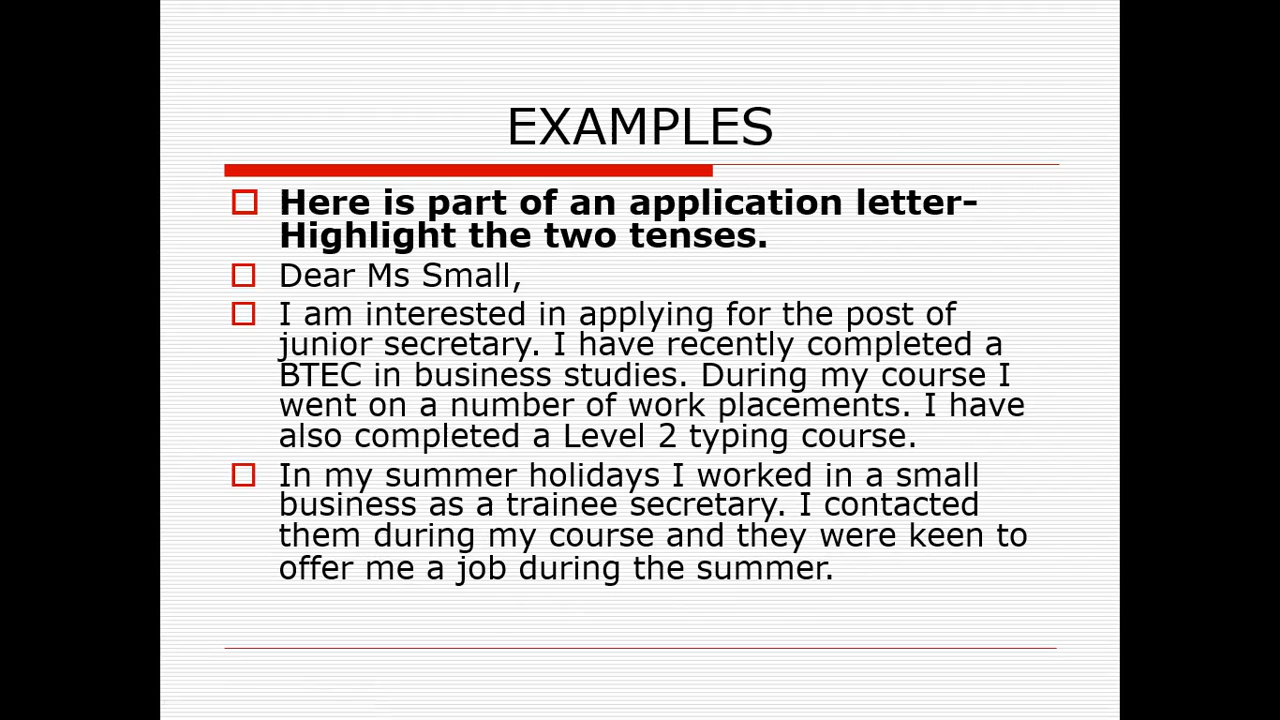 EXAMPLES
Here is part of an application letter-
Highlight the two tenses.
Dear Ms Small,
I am interested in applying for the post of
junior secretary. I have recently completed a
BTEC in business studies. During my course I
went on a number of work placements. I have
also completed a Level 2 typing course.
In my summer holidays I worked in a small
business as a trainee secretary. I contacted
them during my course and they were keen to
offer me a job during the summer.